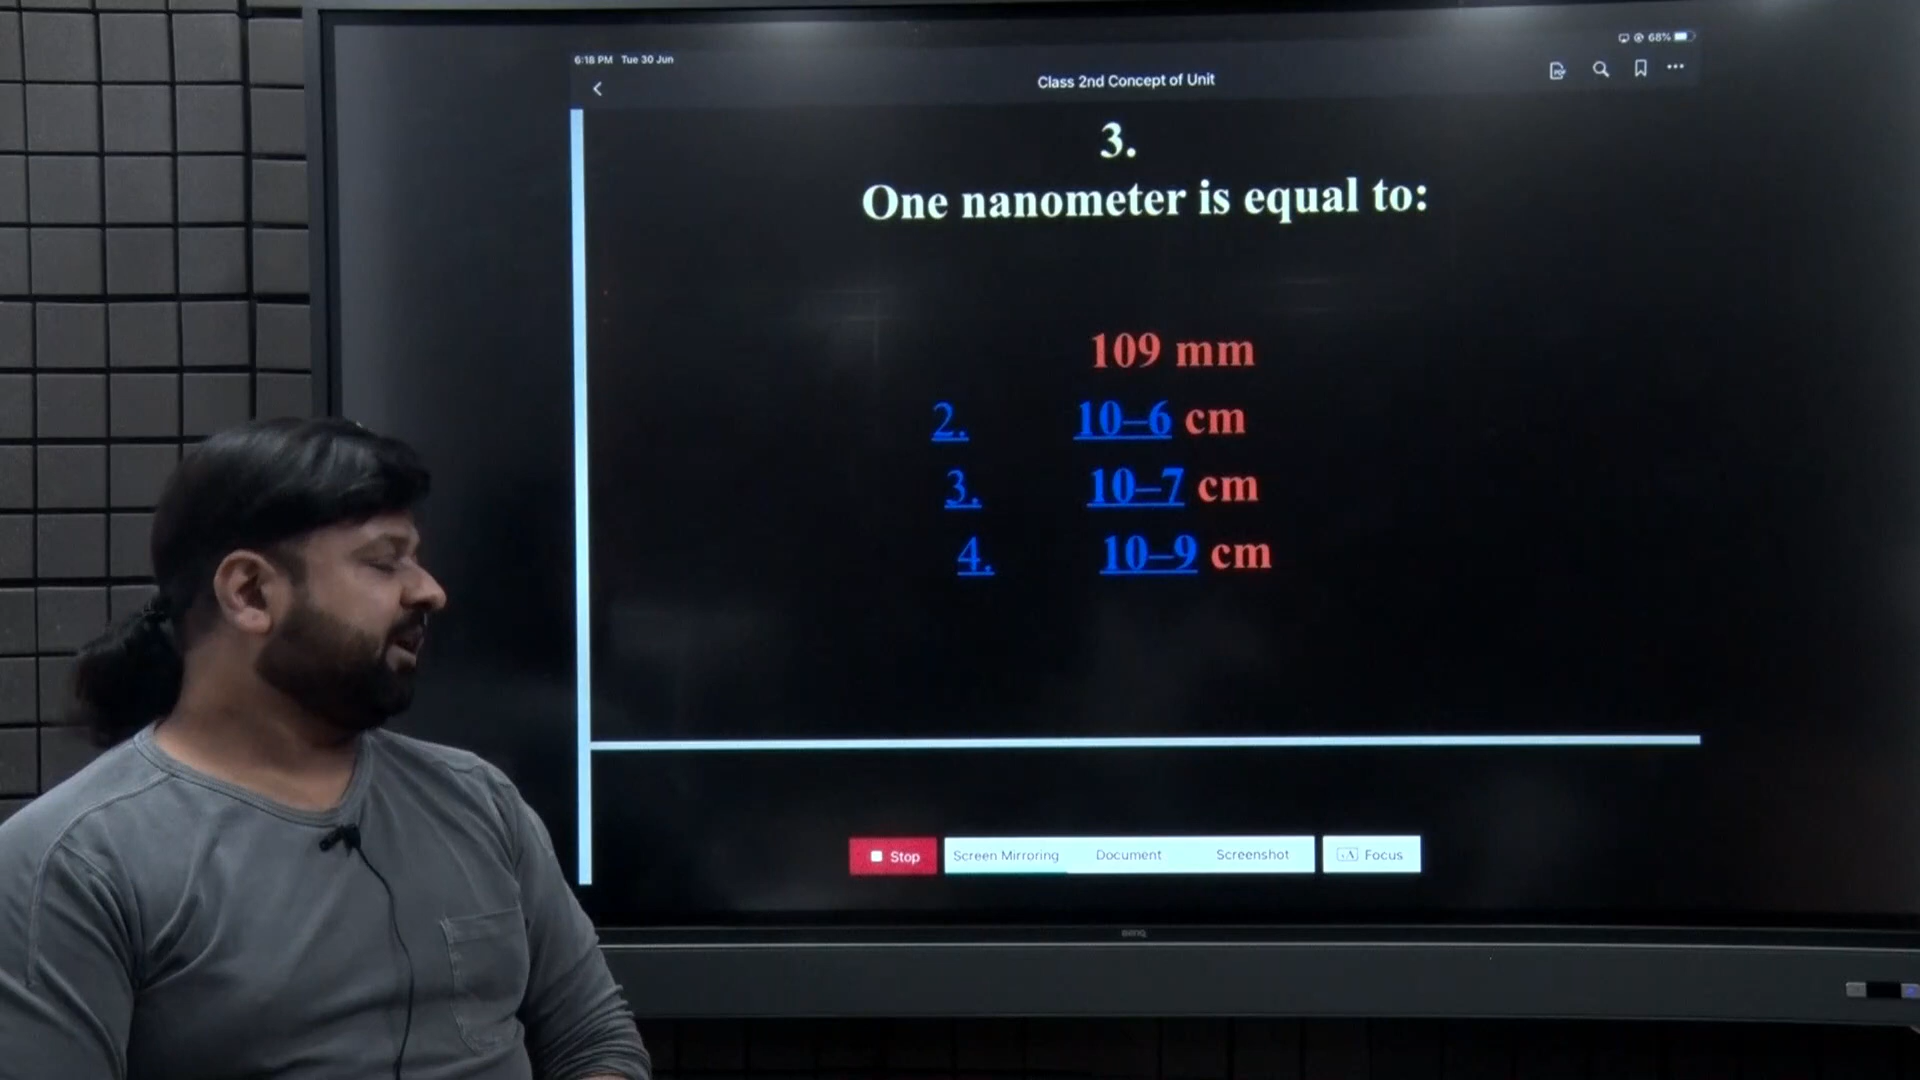 6:18 PM Tue 30 Jun
68%
Class 2nd Concept of Unit
3.
One nanometer is equal to:
109 mm
2. 10–6 cm
3. 10–7 cm
4. 10–9 cm
Stop
Screen Mirroring
Document
Screenshot
Focus
BenQ